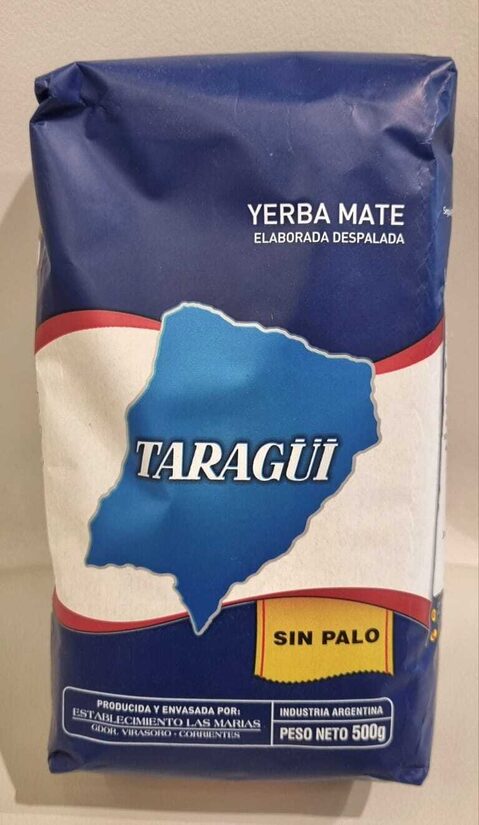 YERBA MATE
ELABORADA DESPALADA
TARAGÜÏ
SIN PALO
PRODUCIDA Y ENVASADA POR:
ESTABLECIMIENTO LAS MARIAS
GDOR. VIRASORO - CORRIENTES
INDUSTRIA ARGENTINA
PESO NETO 500g